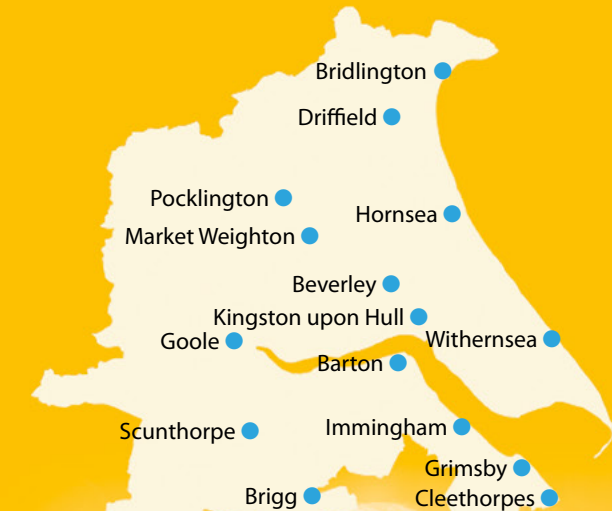 Bridlington
Driffield
Pocklington
Hornsea
Market Weighton
Beverley
Kingston upon Hull
Withernsea
Goole
Barton
Immingham
Scunthorpe
Grimsby
Brigg
Cleethorpes